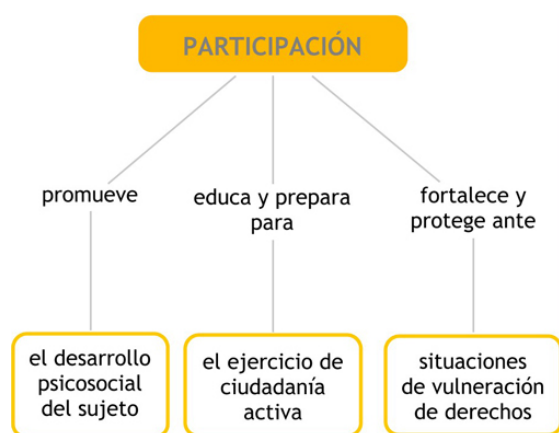 PARTICIPACIÓN
promueve
educa y prepara
para
fortalece y
protege ante
el desarrollo
psicosocial
del sujeto
el ejercicio de
ciudadanía
activa
situaciones
de vulneración
de derechos